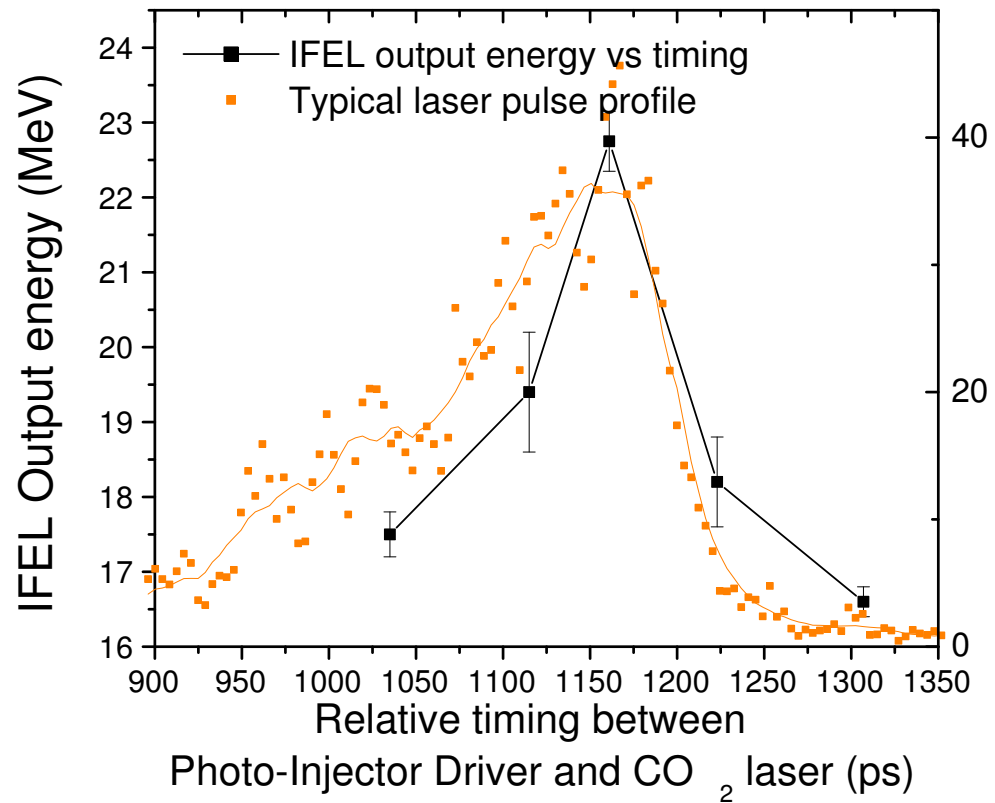 IFEL output energy vs timing
Typical laser pulse profile
IFEL Output energy (MeV)
24
23
22
21
20
19
18
17
16
40
20
0
900 950 1000 1050 1100 1150 1200 1250 1300 1350
Relative timing between
Photo-Injector Driver and CO 2 laser (ps)